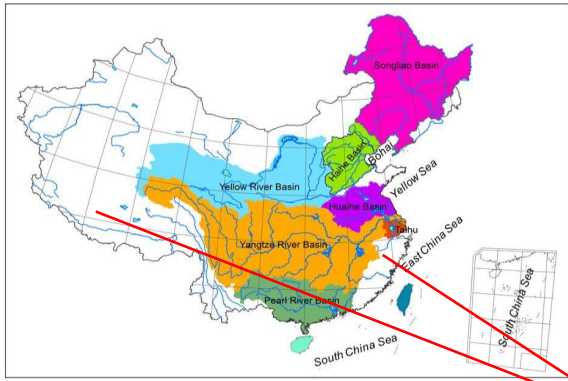 Songliao Basin
Haihe Basin
Bohai
Yellow River Basin
Yellow Sea
Huaihe Basin
Taihu
Yangtze River Basin
East China Sea
Pearl River Basin
South China Sea
South China Sea